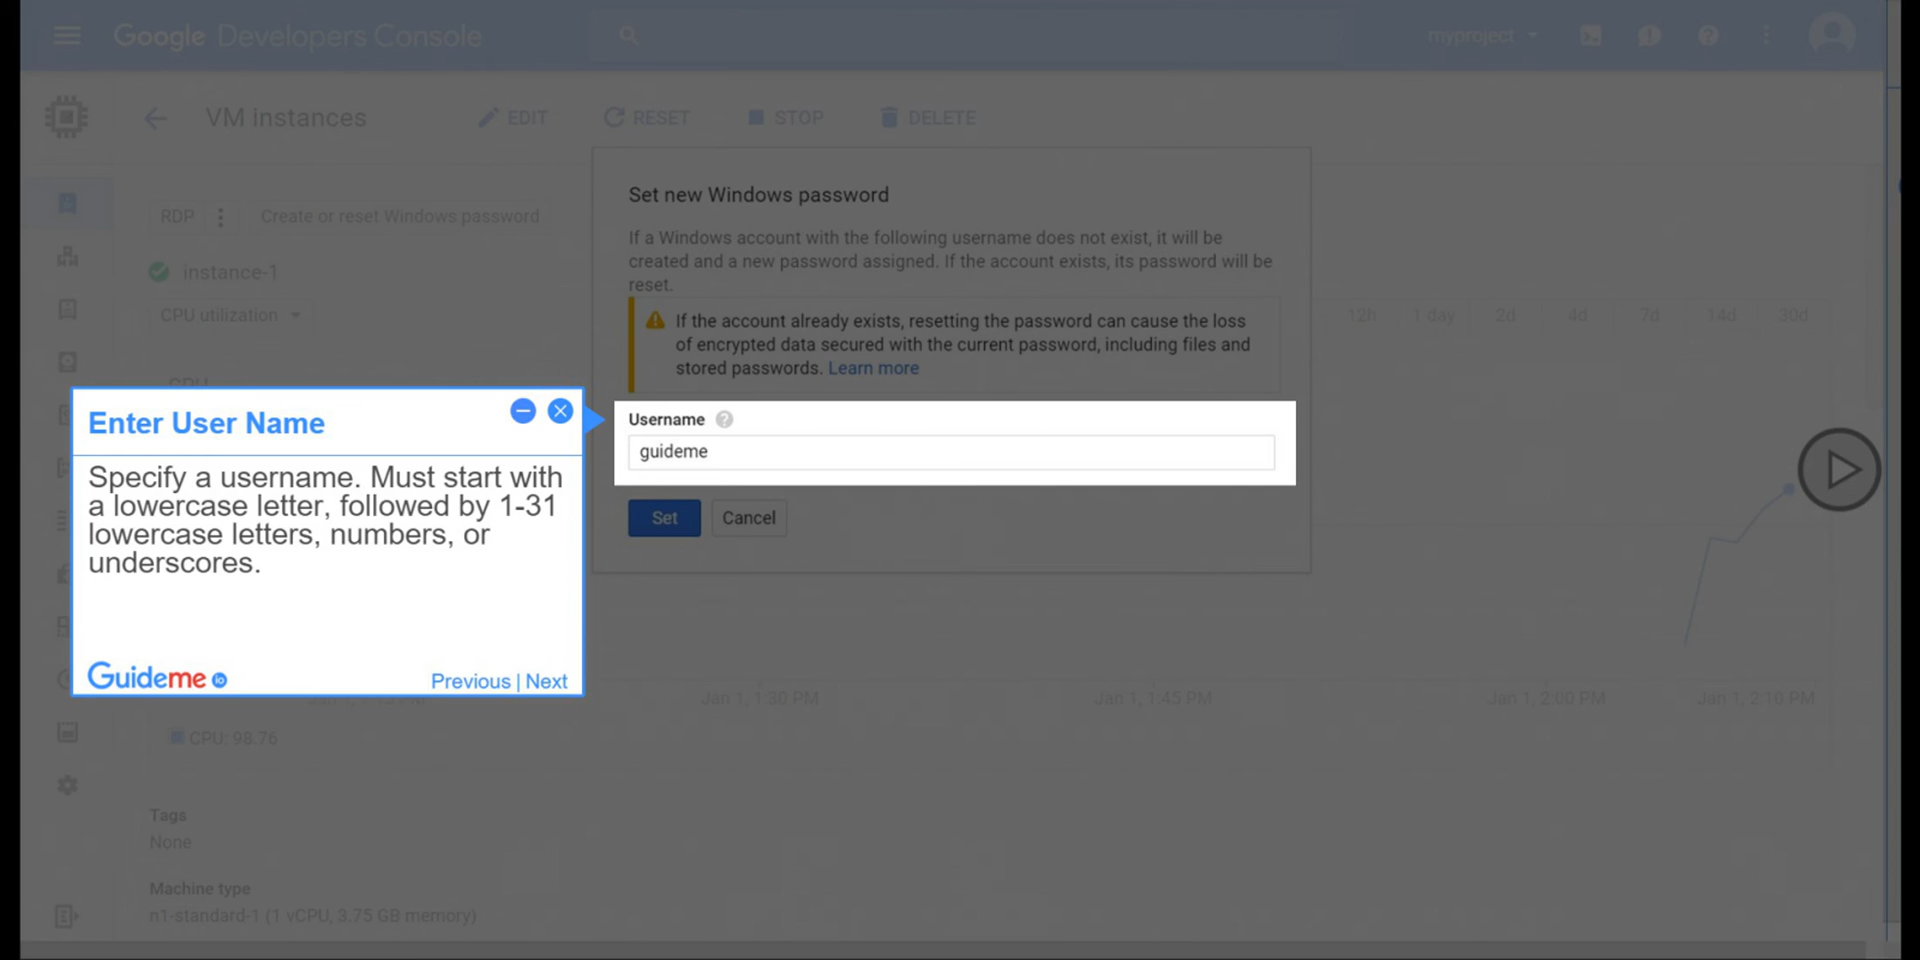 Google Developers Console
myproject
VM instances
EDIT
RESET
STOP
DELETE
RDP
Create or reset Windows password
instance-1
CPU utilization
CPU
Set new Windows password
If a Windows account with the following username does not exist, it will be
created and a new password assigned. If the account exists, its password will be
reset.
If the account already exists, resetting the password can cause the loss
of encrypted data secured with the current password, including files and
stored passwords. Learn more
12h
1 day
2d
4d
7d
14d
30d
Username
guideme
Set
Cancel
Enter User Name
Specify a username. Must start with
a lowercase letter, followed by 1-31
lowercase letters, numbers, or
underscores.
Guideme io
Previous | Next
Jan 1, 1:30 PM
Jan 1, 1:45 PM
Jan 1, 2:00 PM
Jan 1, 2:10 PM
CPU: 98.76
Tags
None
Machine type
n1-standard-1 (1 vCPU, 3.75 GB memory)